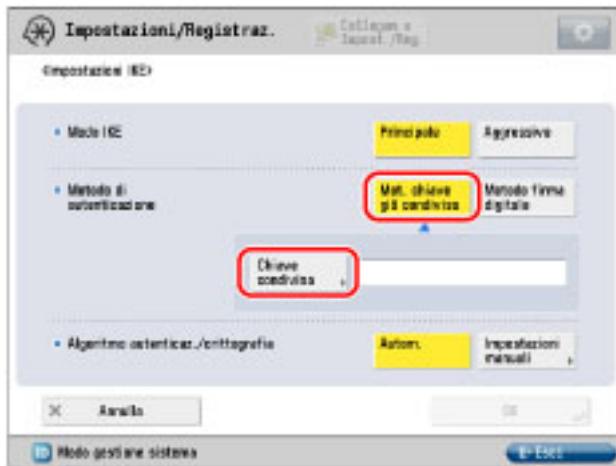 Impostazioni/Registraz.
Collegam a
Impost./Reg.
<Impostazioni IKE>
Modo IKE
Principale
Aggressivo
Metodo di
autenticazione
Met. chiave
già condivisa
Metodo firma
digitale
Chiave
condivisa
Algoritmo autenticaz./crittografia
Autom.
Impostazioni
manuali
Annulla
OK
Modo gestione sistema
Esci